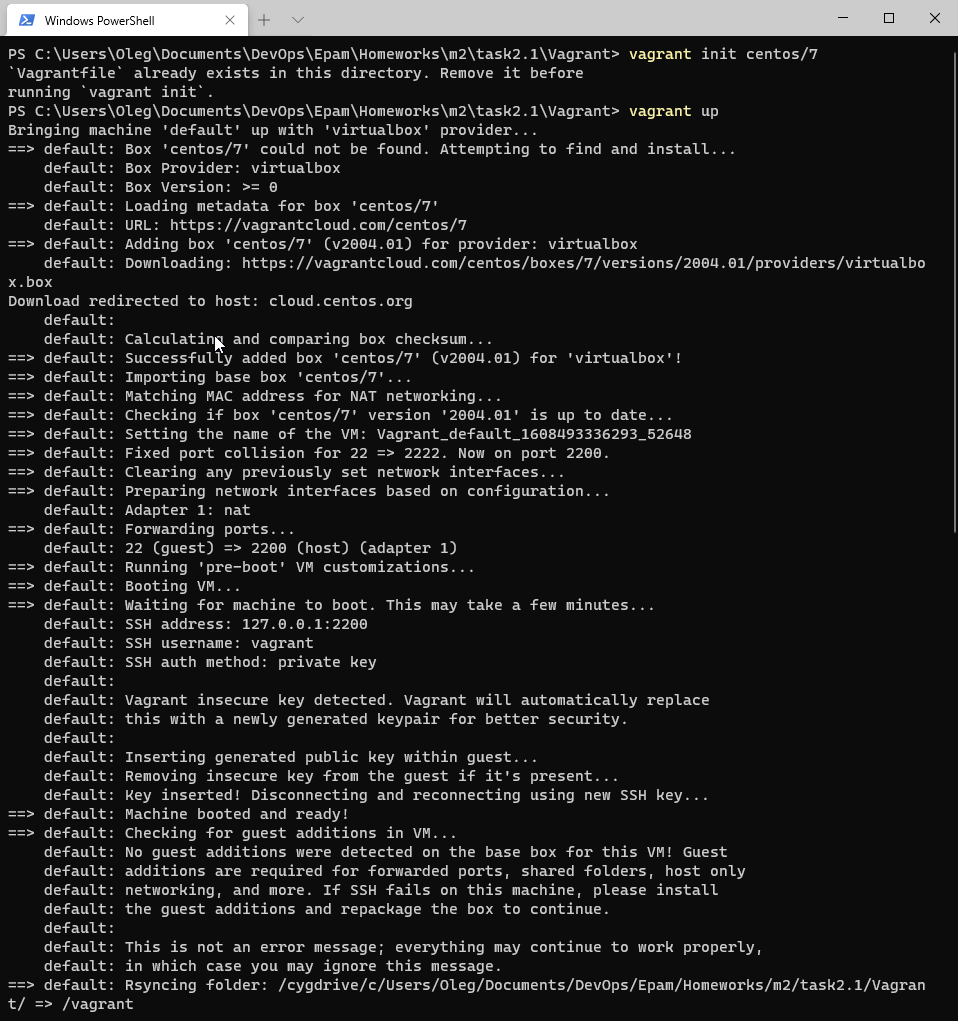 Windows PowerShell
PS C:\Users\Oleg\Documents\DevOps\Epam\Homeworks\m2\task2.1\Vagrant> vagrant init centos/7
`Vagrantfile` already exists in this directory. Remove it before
running `vagrant init`.
PS C:\Users\Oleg\Documents\DevOps\Epam\Homeworks\m2\task2.1\Vagrant> vagrant up
Bringing machine 'default' up with 'virtualbox' provider...
==> default: Box 'centos/7' could not be found. Attempting to find and install...
    default: Box Provider: virtualbox
    default: Box Version: >= 0
==> default: Loading metadata for box 'centos/7'
    default: URL: https://vagrantcloud.com/centos/7
==> default: Adding box 'centos/7' (v2004.01) for provider: virtualbox
    default: Downloading: https://vagrantcloud.com/centos/boxes/7/versions/2004.01/providers/virtualbo
x.box
Download redirected to host: cloud.centos.org
    default:
    default: Calculating and comparing box checksum...
==> default: Successfully added box 'centos/7' (v2004.01) for 'virtualbox'!
==> default: Importing base box 'centos/7'...
==> default: Matching MAC address for NAT networking...
==> default: Checking if box 'centos/7' version '2004.01' is up to date...
==> default: Setting the name of the VM: Vagrant_default_1608493336293_52648
==> default: Fixed port collision for 22 => 2222. Now on port 2200.
==> default: Clearing any previously set network interfaces...
==> default: Preparing network interfaces based on configuration...
    default: Adapter 1: nat
==> default: Forwarding ports...
    default: 22 (guest) => 2200 (host) (adapter 1)
==> default: Running 'pre-boot' VM customizations...
==> default: Booting VM...
==> default: Waiting for machine to boot. This may take a few minutes...
    default: SSH address: 127.0.0.1:2200
    default: SSH username: vagrant
    default: SSH auth method: private key
    default:
    default: Vagrant insecure key detected. Vagrant will automatically replace
    default: this with a newly generated keypair for better security.
    default:
    default: Inserting generated public key within guest...
    default: Removing insecure key from the guest if it's present...
    default: Key inserted! Disconnecting and reconnecting using new SSH key...
==> default: Machine booted and ready!
==> default: Checking for guest additions in VM...
    default: No guest additions were detected on the base box for this VM! Guest
    default: additions are required for forwarded ports, shared folders, host only
    default: networking, and more. If SSH fails on this machine, please install
    default: the guest additions and repackage the box to continue.
    default:
    default: This is not an error message; everything may continue to work properly,
    default: in which case you may ignore this message.
==> default: Rsyncing folder: /cygdrive/c/Users/Oleg/Documents/DevOps/Epam/Homeworks/m2/task2.1/Vagran
t/ => /vagrant